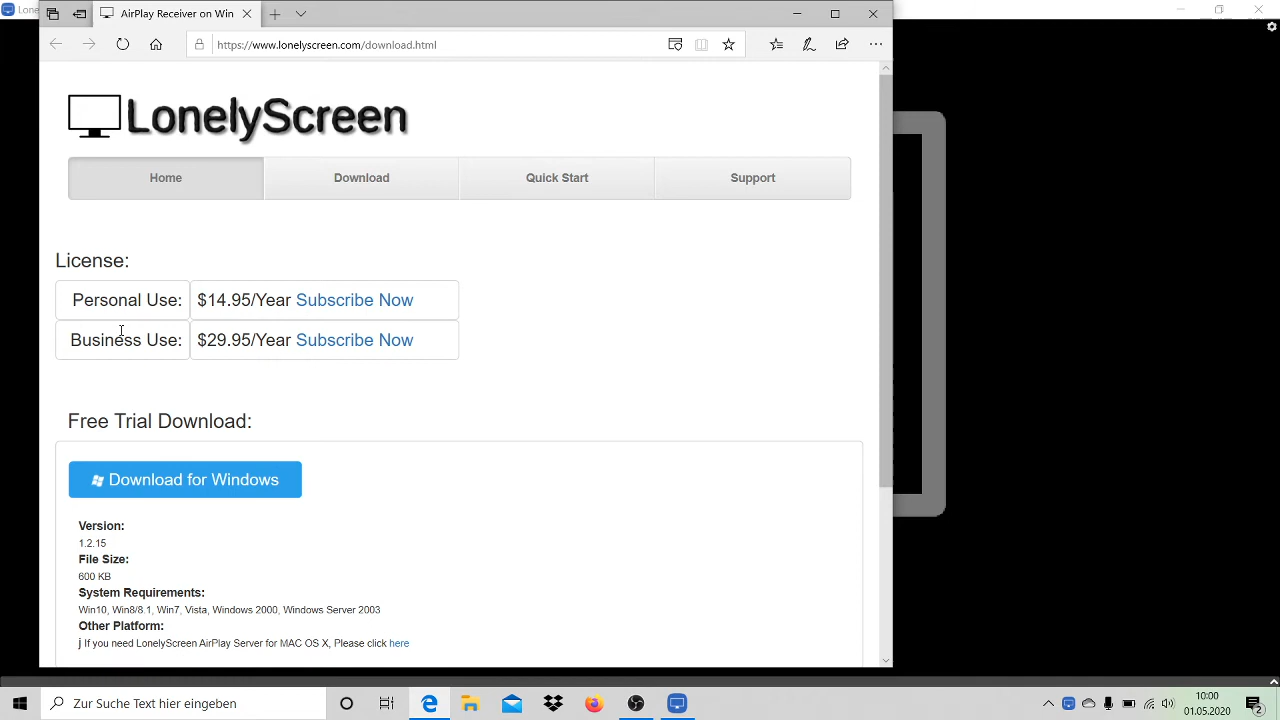 Lone
AirPlay Receiver on Win
https://www.lonelyscreen.com/download.html
LonelyScreen
Home
Download
Quick Start
Support
License:
Personal Use: $14.95/Year Subscribe Now
Business Use: $29.95/Year Subscribe Now
Free Trial Download:
Download for Windows
Version:
1.2.15
File Size:
600 KB
System Requirements:
Win10, Win8/8.1, Win7, Vista, Windows 2000, Windows Server 2003
Other Platform:
j If you need LonelyScreen AirPlay Server for MAC OS X, Please click here
Zur Suche Text hier eingeben
10:00
01.05.2020
2